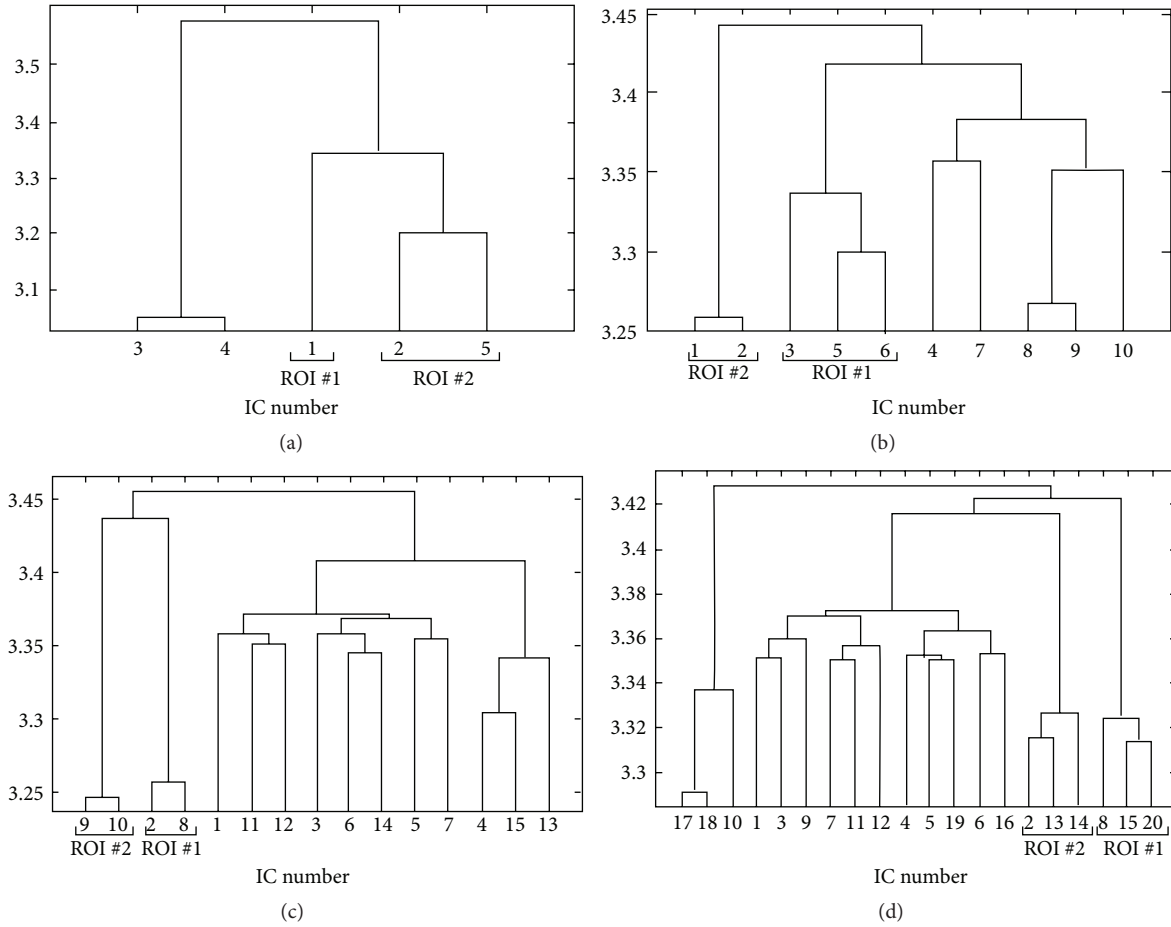 3.5
3.4
3.3
3.2
3.1
3 4 1 2 5
ROI #1 ROI #2
IC number
(a)
3.45
3.4
3.35
3.3
3.25
1 2 3 5 6 4 7 8 9 10
ROI #2 ROI #1
IC number
(b)
3.45
3.4
3.35
3.3
3.25
9 10 2 8 1 11 12 3 6 14 5 7 4 15 13
ROI #2 ROI #1
IC number
(c)
3.42
3.4
3.38
3.36
3.34
3.32
3.3
17 18 10 1 3 9 7 11 12 4 5 19 6 16 2 13 14 8 15 20
ROI #2 ROI #1
IC number
(d)